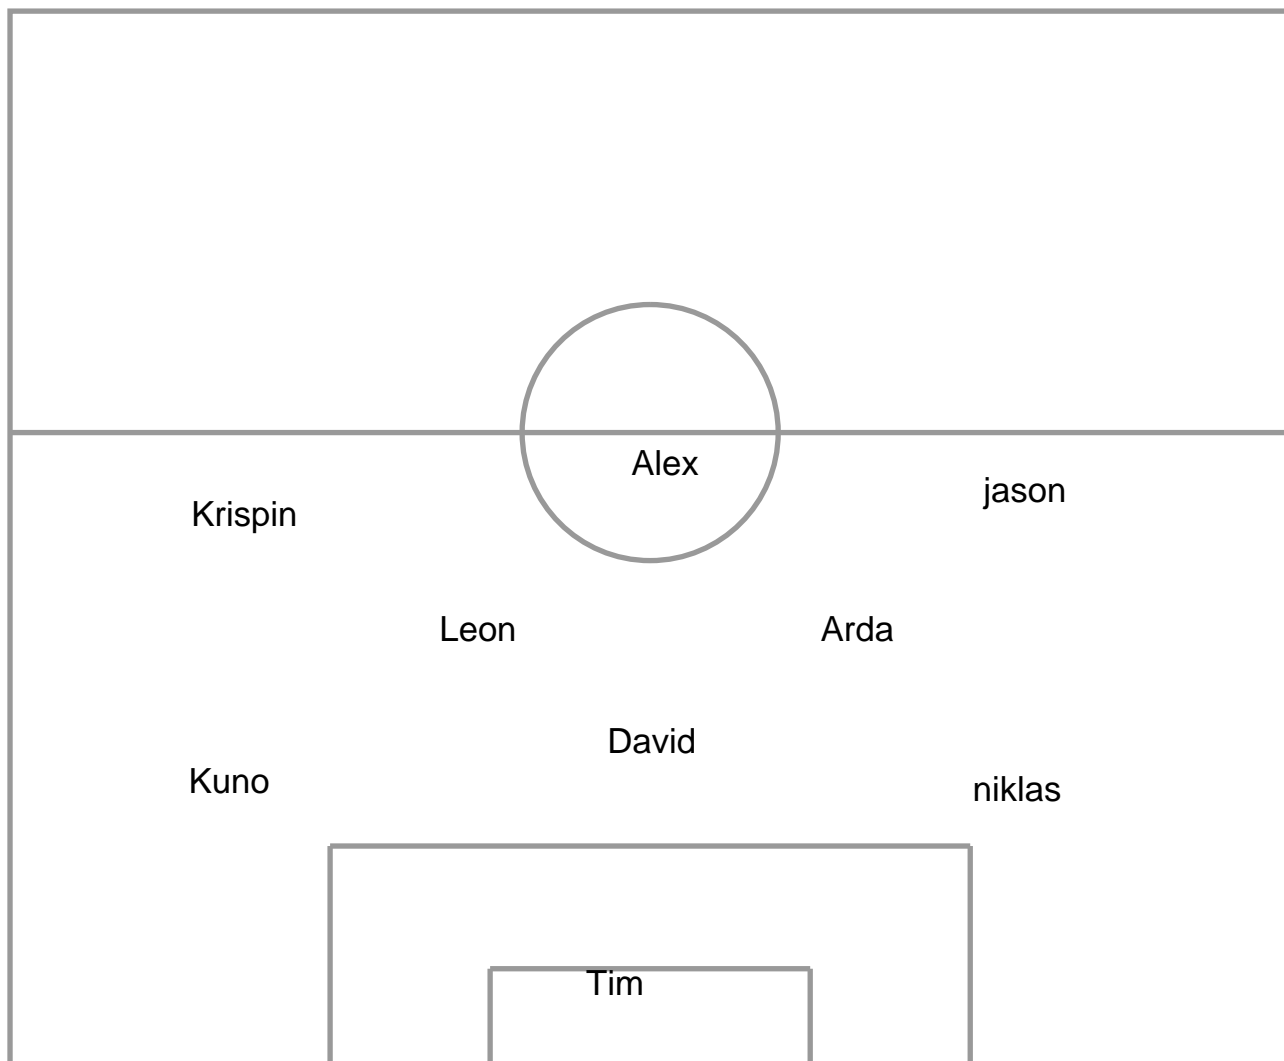 Alex
jason
Krispin
Leon
Arda
David
Kuno
niklas
Tim